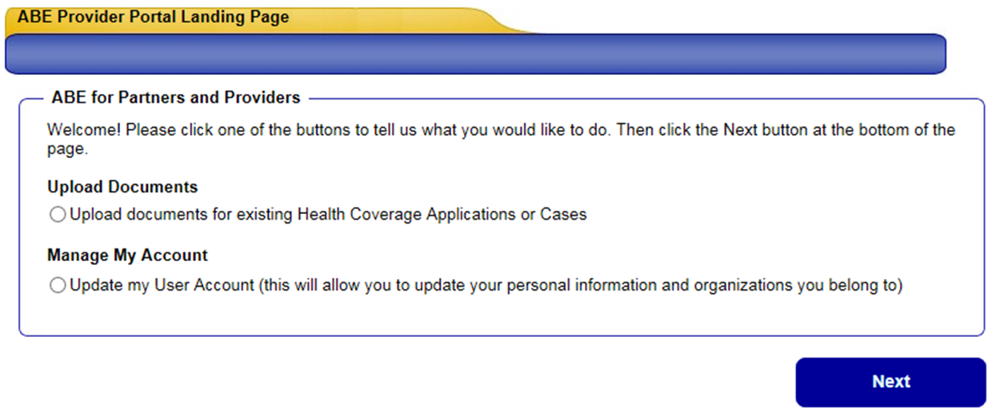 ABE Provider Portal Landing Page
ABE for Partners and Providers
Welcome! Please click one of the buttons to tell us what you would like to do. Then click the Next button at the bottom of the
page.
Upload Documents
Upload documents for existing Health Coverage Applications or Cases
Manage My Account
Update my User Account (this will allow you to update your personal information and organizations you belong to)
Next